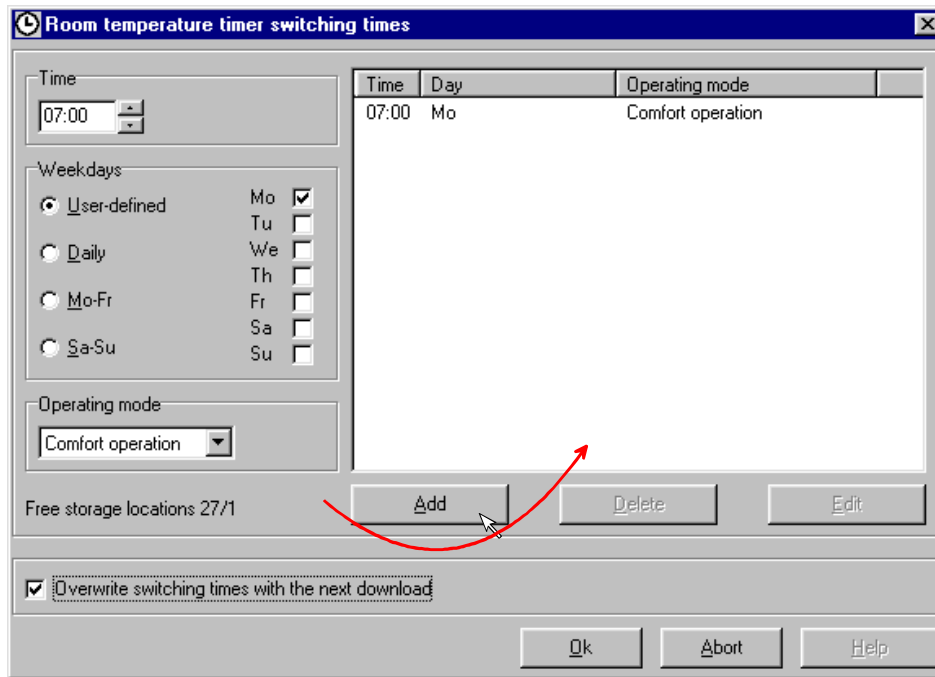 Room temperature timer switching times
Time
07:00
Weekdays
User-defined
Daily
Mo-Fr
Sa-Su
Mo
Tu
We
Th
Fr
Sa
Su
Operating mode
Comfort operation
Free storage locations 27/1
Time Day Operating mode
07:00 Mo Comfort operation
Add Delete Edit
Overwrite switching times with the next download
Ok Abort Help